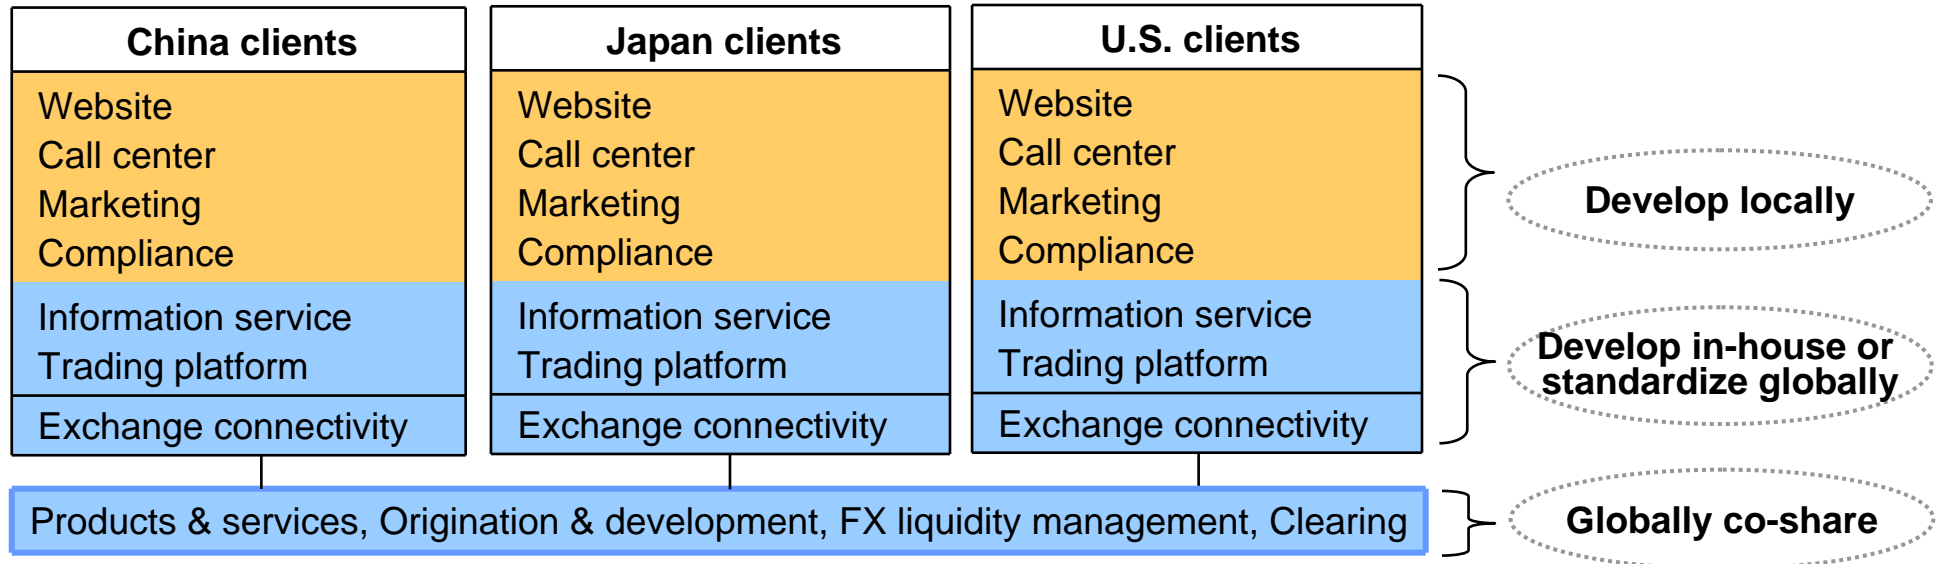 China clients
Website
Call center
Marketing
Compliance
Information service
Trading platform
Exchange connectivity
Japan clients
Website
Call center
Marketing
Compliance
Information service
Trading platform
Exchange connectivity
U.S. clients
Website
Call center
Marketing
Compliance
Information service
Trading platform
Exchange connectivity
Develop locally
Develop in-house or
standardize globally
Products & services, Origination & development, FX liquidity management, Clearing
Globally co-share